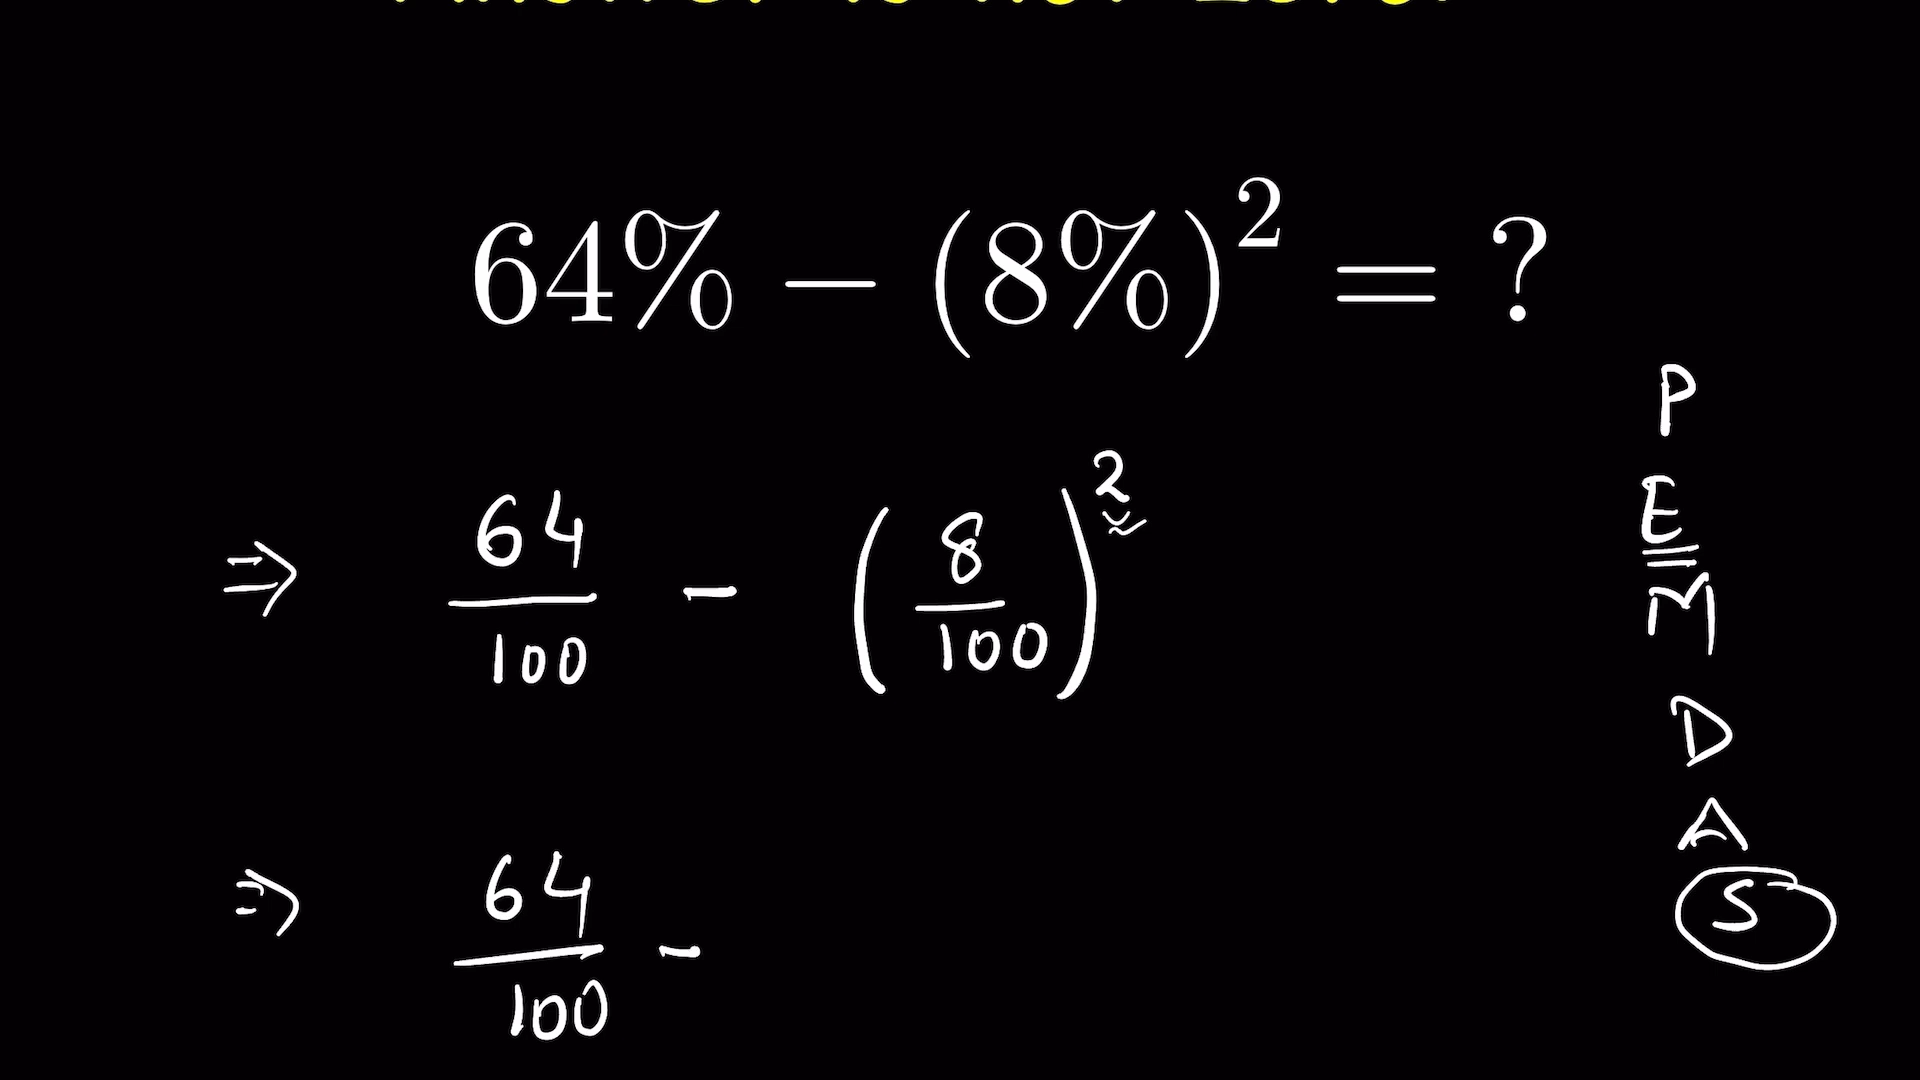 64% − (8%)² = ?
P
E
M
D
A
S
⇒ 64/100 - (8/100)²
⇒ 64/100 -